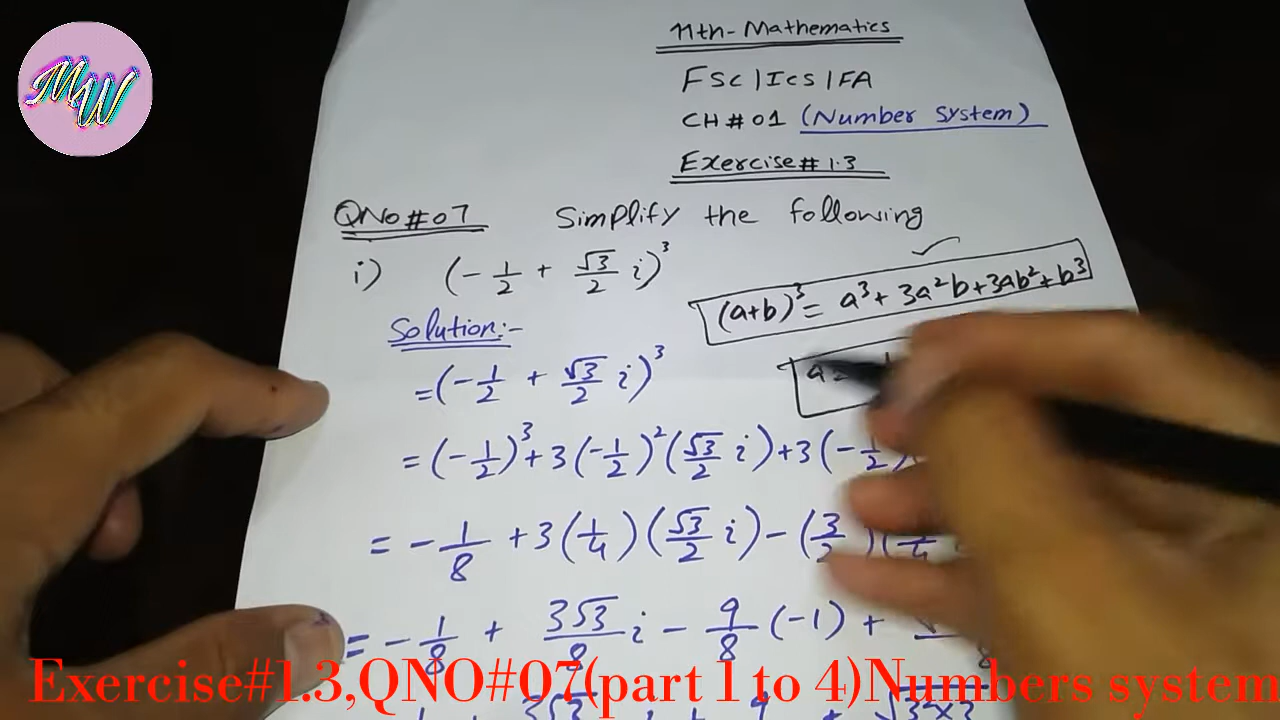 MW
11th-Mathematics
FSc | Ics | FA
CH#01 (Number System)
Exercise#1.3
QNO#07 Simplify the following
i) (-1/2 + √3/2 i)³
(a+b)³= a³+3a²b+3ab²+b³
Solution:-
a=
=(-1/2 + √3/2 i)³
=(-1/2)³+3(-1/2)²(√3/2 i)+3(-1/2)
= -1/8 +3(1/4)(√3/2 i)-(3/2)
= -1/8 + 3√3/8 i - 9/8 (-1) +
Exercise#1.3,QNO#07(part 1 to 4)Numbers system